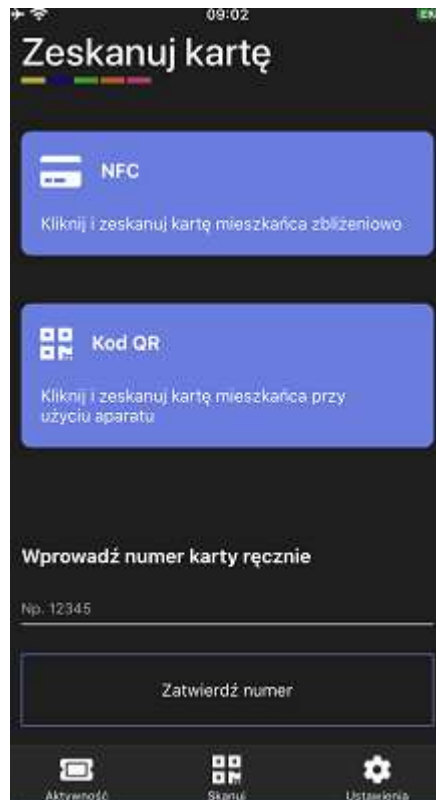 09:02
Zeskanuj kartę
NFC
Kliknij i zeskanuj kartę mieszkańca zbliżeniowo
Kod QR
Kliknij i zeskanuj kartę mieszkańca przy
użyciu aparatu
Wprowadź numer karty ręcznie
Np. 12345
Zatwierdź numer
Aktywność Skanuj Ustawienia